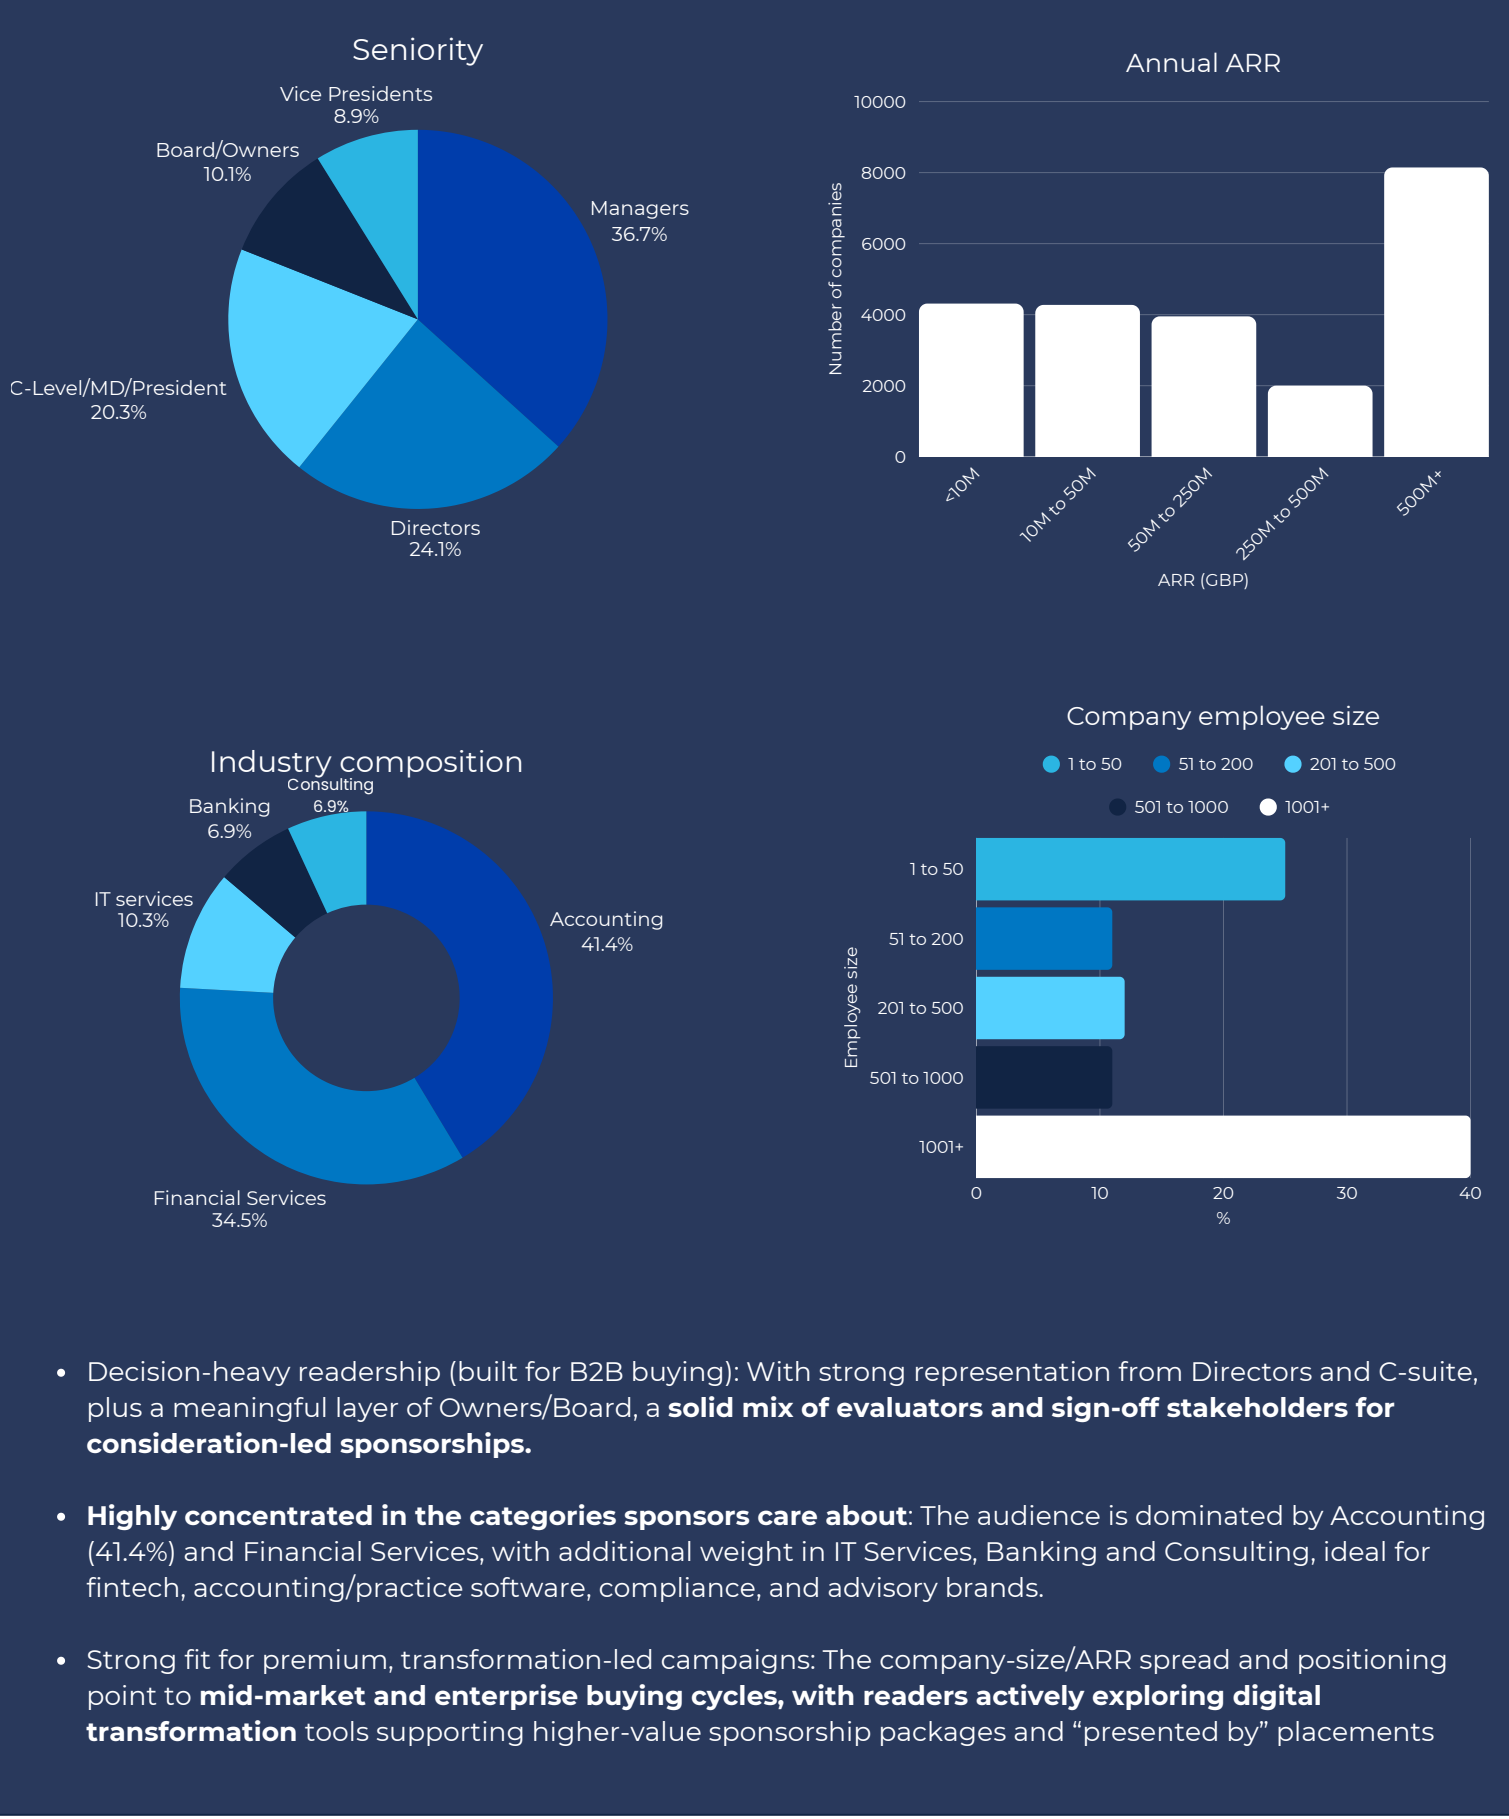 Seniority
Vice Presidents
8.9%
Board/Owners
10.1%
Managers
36.7%
C-Level/MD/President
20.3%
Directors
24.1%
Annual ARR
10000
8000
6000
4000
2000
0
Number of companies
<10M
10M to 50M
50M to 250M
250M to 500M
500M+
ARR (GBP)
Industry composition
Consulting
6.9%
Banking
6.9%
IT services
10.3%
Accounting
41.4%
Financial Services
34.5%
Company employee size
1 to 50
51 to 200
201 to 500
501 to 1000
1001+
Employee size
1 to 50
51 to 200
201 to 500
501 to 1000
1001+
0
10
20
30
40
%
• Decision-heavy readership (built for B2B buying): With strong representation from Directors and C-suite,
plus a meaningful layer of Owners/Board, a solid mix of evaluators and sign-off stakeholders for
consideration-led sponsorships.
• Highly concentrated in the categories sponsors care about: The audience is dominated by Accounting
(41.4%) and Financial Services, with additional weight in IT Services, Banking and Consulting, ideal for
fintech, accounting/practice software, compliance, and advisory brands.
• Strong fit for premium, transformation-led campaigns: The company-size/ARR spread and positioning
point to mid-market and enterprise buying cycles, with readers actively exploring digital
transformation tools supporting higher-value sponsorship packages and “presented by” placements